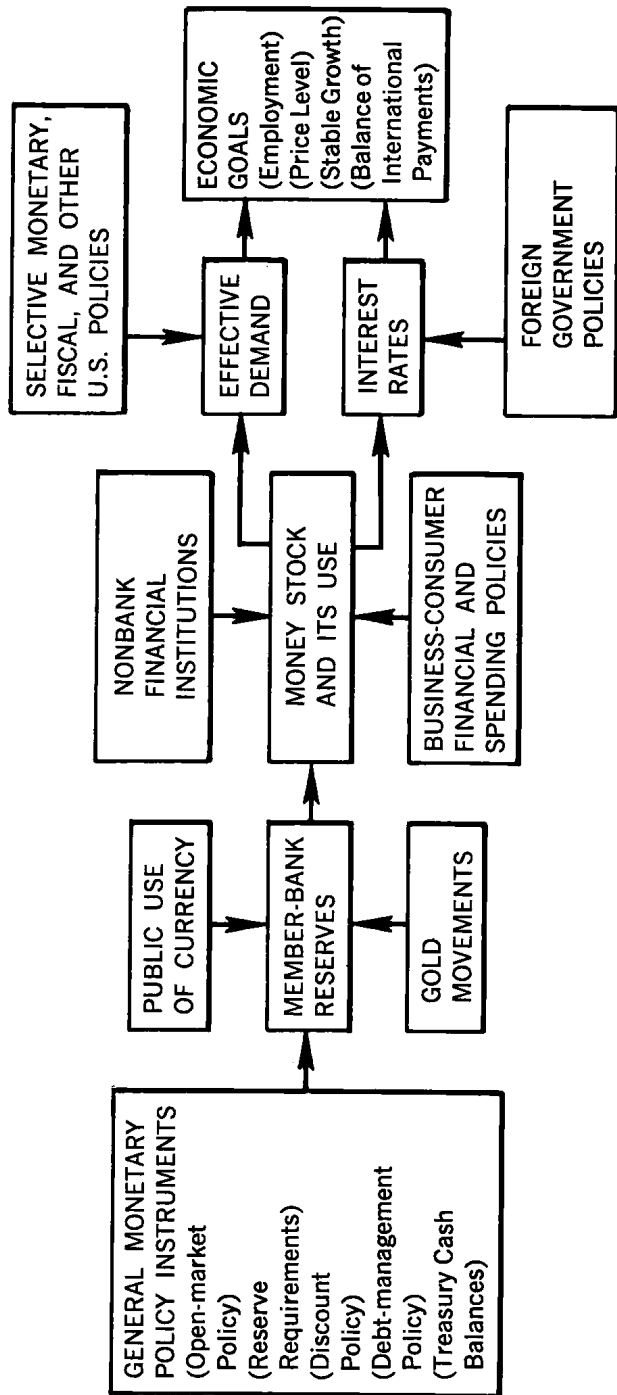 GENERAL MONETARY
POLICY INSTRUMENTS
(Open-market
Policy)
(Reserve
Requirements)
(Discount
Policy)
(Debt-management
Policy)
(Treasury Cash
Balances)
PUBLIC USE
OF CURRENCY
MEMBER-BANK
RESERVES
GOLD
MOVEMENTS
NONBANK
FINANCIAL
INSTITUTIONS
MONEY STOCK
AND ITS USE
BUSINESS-CONSUMER
FINANCIAL AND
SPENDING POLICIES
SELECTIVE MONETARY,
FISCAL, AND OTHER
U.S. POLICIES
EFFECTIVE
DEMAND
INTEREST
RATES
FOREIGN
GOVERNMENT
POLICIES
ECONOMIC
GOALS
(Employment)
(Price Level)
(Stable Growth)
(Balance of
International
Payments)